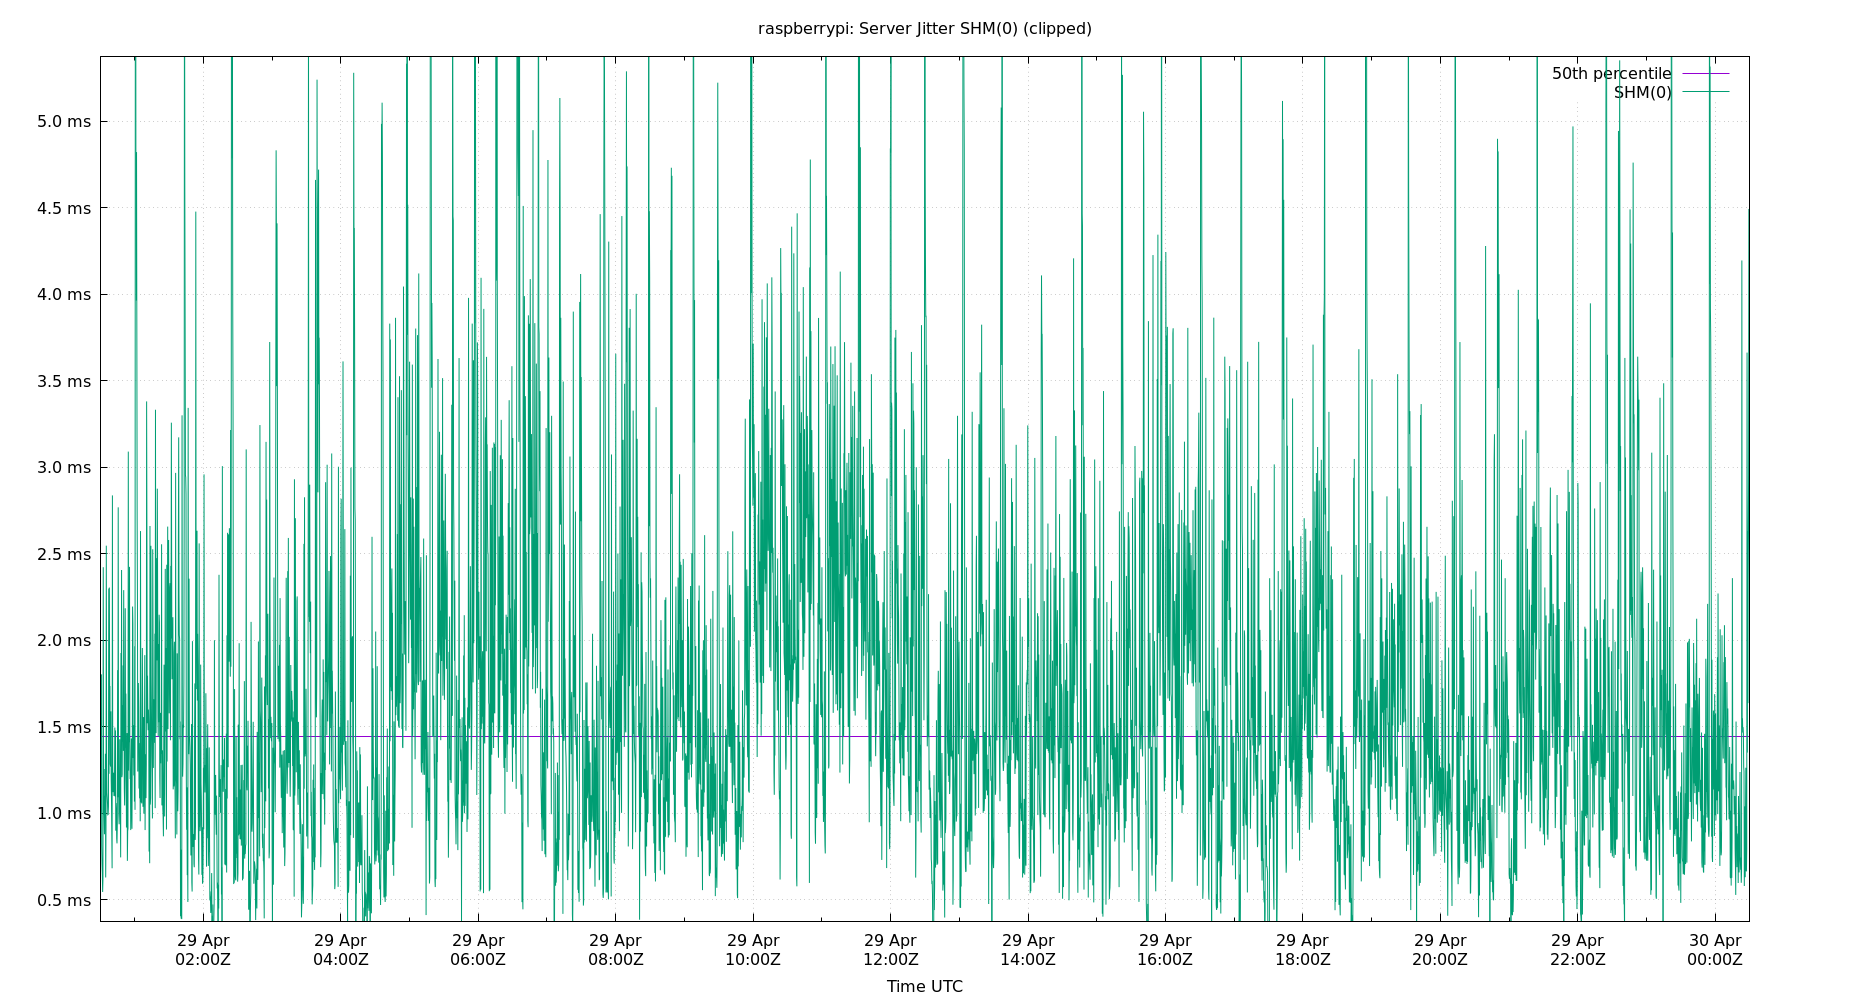 raspberrypi: Server Jitter SHM(0) (clipped)
50th percentile
SHM(0)
5.0 ms
4.5 ms
4.0 ms
3.5 ms
3.0 ms
2.5 ms
2.0 ms
1.5 ms
1.0 ms
0.5 ms
29 Apr 29 Apr 29 Apr 29 Apr 29 Apr 29 Apr 29 Apr 29 Apr 29 Apr 29 Apr 29 Apr 30 Apr
02:00Z 04:00Z 06:00Z 08:00Z 10:00Z 12:00Z 14:00Z 16:00Z 18:00Z 20:00Z 22:00Z 00:00Z
Time UTC